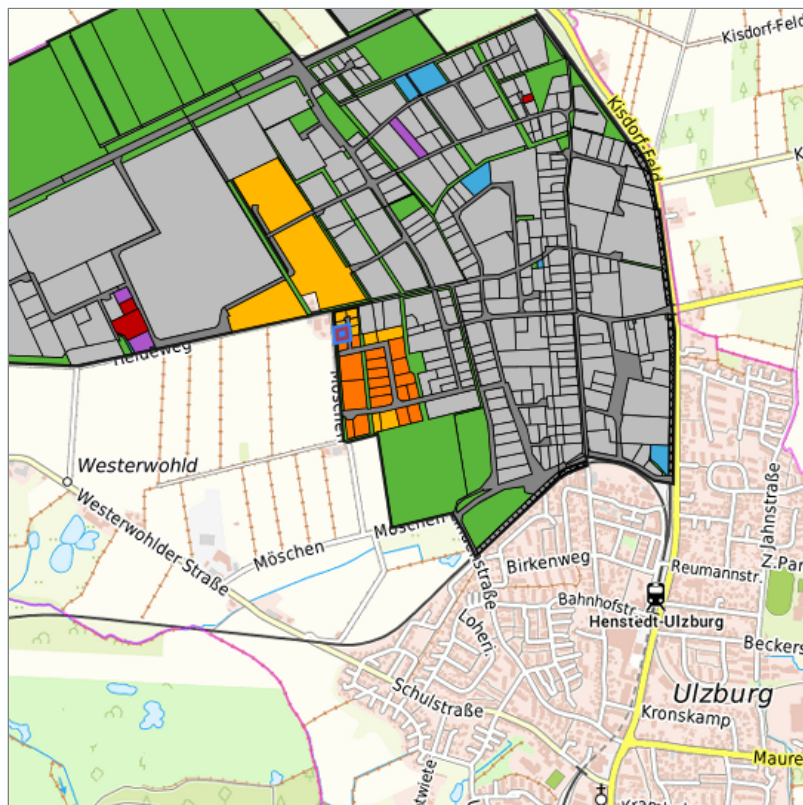 Kisdorf-Feld
Kisdorf-Feld
K
Heideweg
Möschen
Westerwohld
Westerwohlder-Straße
Möschen
Möschen
Birkenweg
Reumannstr.
Z.Par
Jahnstraße
Bahnhofstr.
Henstedt-Ulzburg
Beckers
Loheri.
Schulstraße
Ulzburg
Kronskamp
Maure